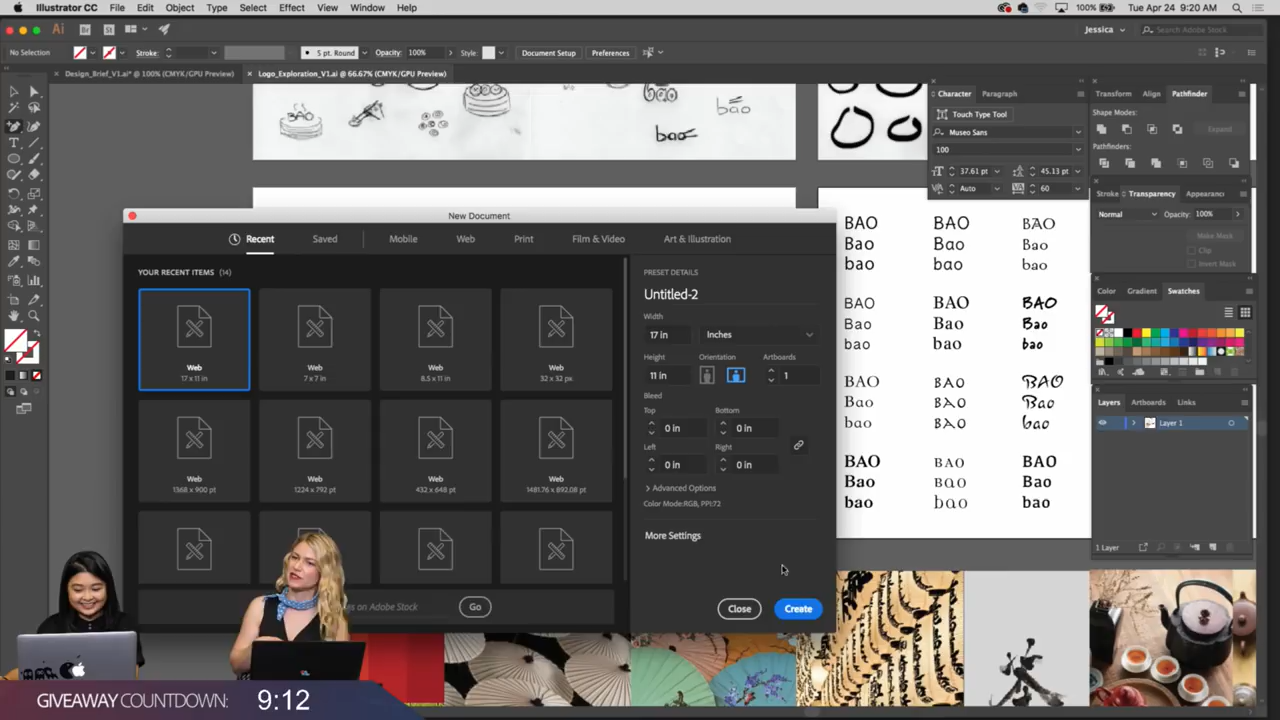 Illustrator CC File Edit Object Type Select Effect View Window Help 100% Tue Apr 24 9:20 AM
Ai Br St Jessica Search Adobe Stock
No Selection Stroke: 5 pt. Round Opacity: 100% Style: Document Setup Preferences
Design_Brief_V1.ai* @ 100% (CMYK/GPU Preview) Logo_Exploration_V1.ai @ 66.67% (CMYK/GPU Preview)
Character Paragraph
Touch Type Tool
Museo Sans
100
37.61 pt 45.13 pt
Auto 60
Transform Align Pathfinder
Shape Modes:
Expand
Pathfinders:
Stroke Transparency Appearance
Normal Opacity: 100%
Make Mask
Clip
Invert Mask
Color Gradient Swatches
Layers Artboards Links
Layer 1
1 Layer
BAO
bao
bao
bao
BAO BAO BAO
Bao Bao Bao
bao bao bao
BAO BAO BAO
Bao Bao Bao
bao bao bao
BAO BAO BAO
Bao BAO Bao
bao BAO bao
BAO BAO BAO
Bao bao Bao
bao bao bao
New Document
Recent Saved Mobile Web Print Film & Video Art & Illustration
YOUR RECENT ITEMS (14)
Web
17 x 11 in
Web
7 x 7 in
Web
8.5 x 11 in
Web
32 x 32 px
Web
1368 x 900 pt
Web
1224 x 792 pt
Web
432 x 648 pt
Web
1481.76 x 892.08 pt
on Adobe Stock Go
PRESET DETAILS
Untitled-2
Width
17 in Inches
Height Orientation Artboards
11 in 1
Bleed
Top Bottom
0 in 0 in
Left Right
0 in 0 in
Advanced Options
Color Mode:RGB, PPI:72
More Settings
Close Create
茶
GIVEAWAY COUNTDOWN: 9:12